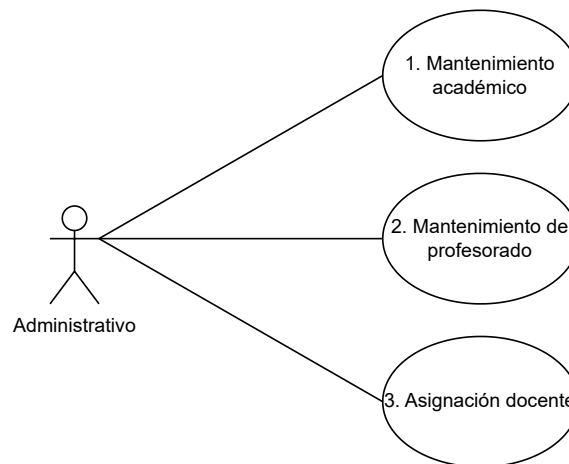 1. Mantenimiento
académico
2. Mantenimiento de
profesorado
Administrativo
3. Asignación docente